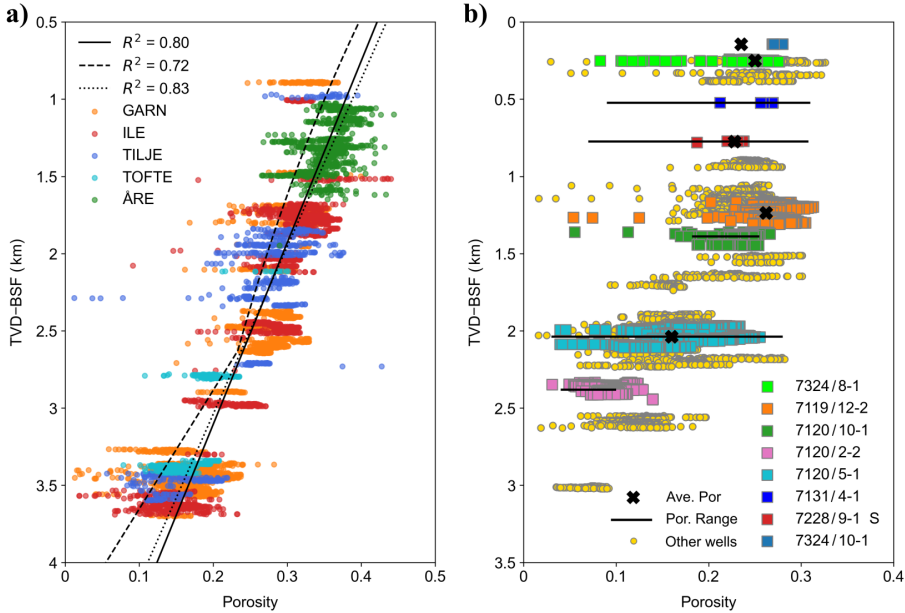 a)
0.5
1
1.5
2
2.5
3
3.5
4
TVD−BSF (km)
R² = 0.80
R² = 0.72
R² = 0.83
GARN
ILE
TILJE
TOFTE
ÅRE
0
0.1
0.2
0.3
0.4
0.5
Porosity
b)
0
0.5
1
1.5
2
2.5
3
3.5
TVD−BSF (km)
7324/8-1
7119/12-2
7120/10-1
7120/2-2
7120/5-1
7131/4-1
7228/9-1 S
7324/10-1
Ave. Por
Por. Range
Other wells
0
0.1
0.2
0.3
0.4
Porosity